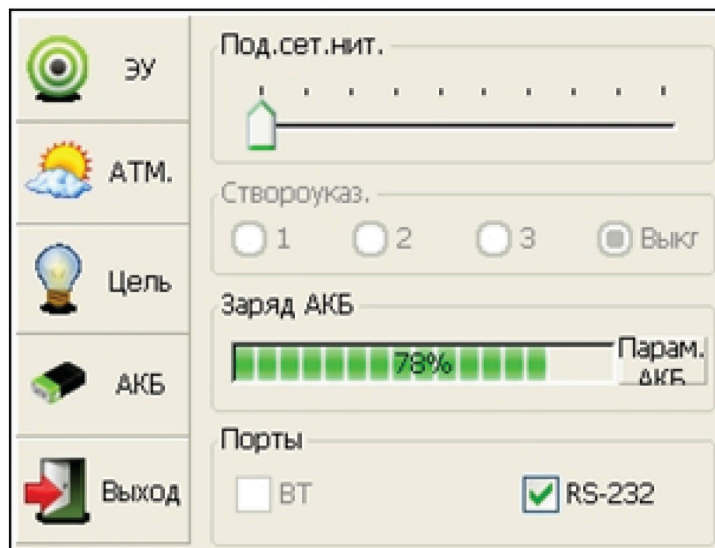 ЭУ
АТМ.
Цель
АКБ
Выход
Под.сет.нит.
Створоуказ.
1 2 3 Выкг
Заряд АКБ
78%
Парам.
АКБ
Порты
BT RS-232